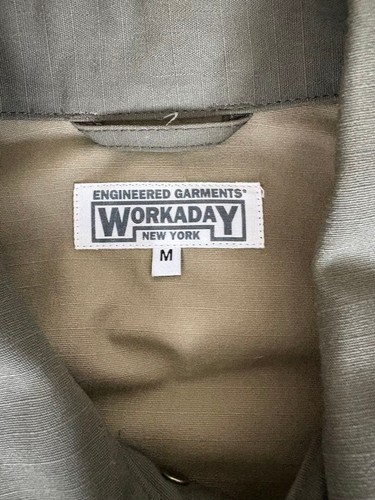 ENGINEERED GARMENTS®
WORKADAY
NEW YORK
M